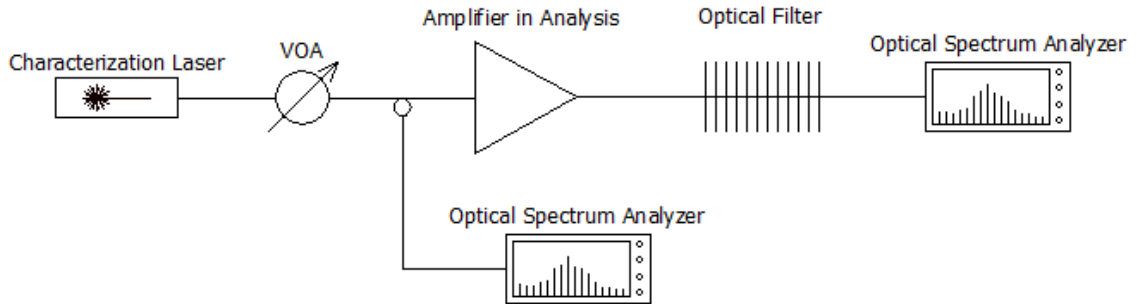 Amplifier in Analysis
Optical Filter
VOA
Optical Spectrum Analyzer
Characterization Laser
Optical Spectrum Analyzer